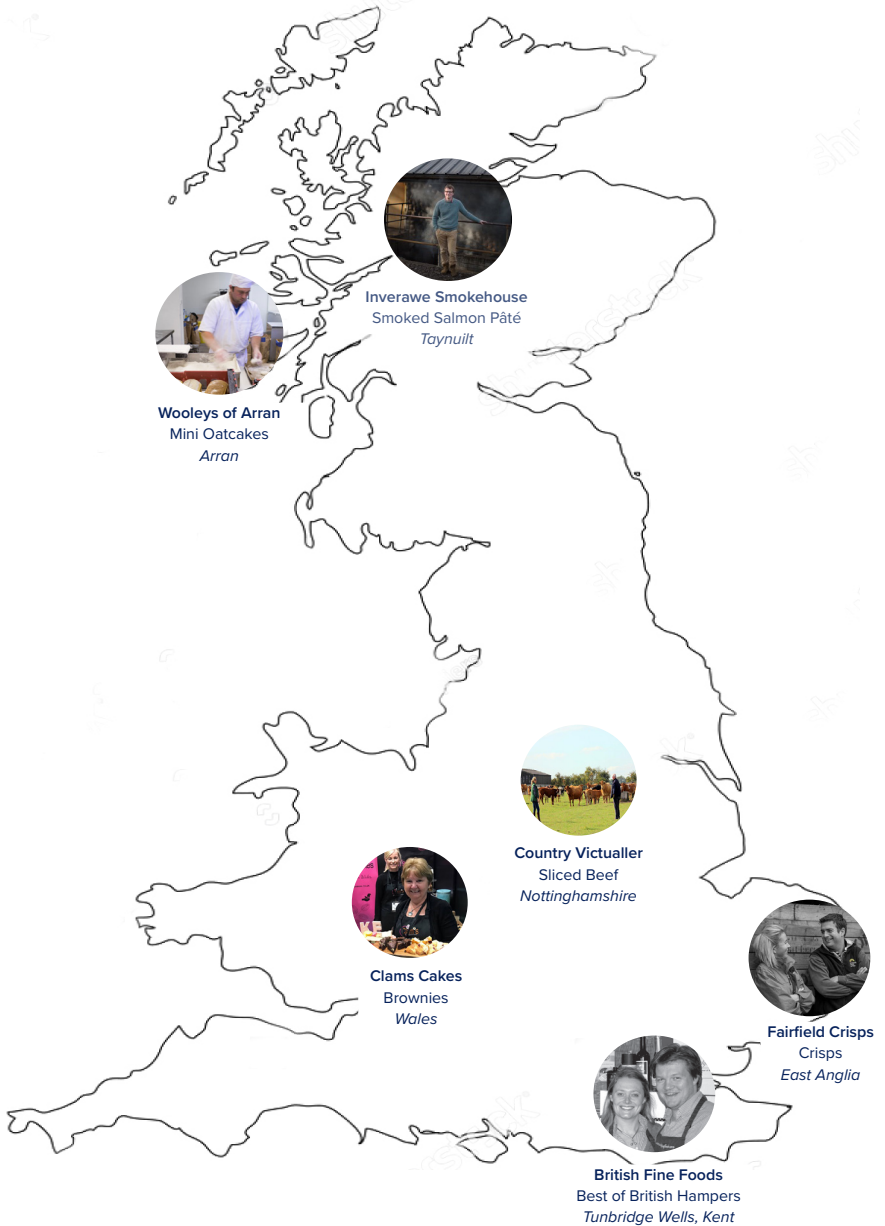 Inverawe Smokehouse
Smoked Salmon Pâté
Taynuilt
Wooleys of Arran
Mini Oatcakes
Arran
Country Victualler
Sliced Beef
Nottinghamshire
Clams Cakes
Brownies
Wales
Fairfield Crisps
Crisps
East Anglia
British Fine Foods
Best of British Hampers
Tunbridge Wells, Kent
shutterstock